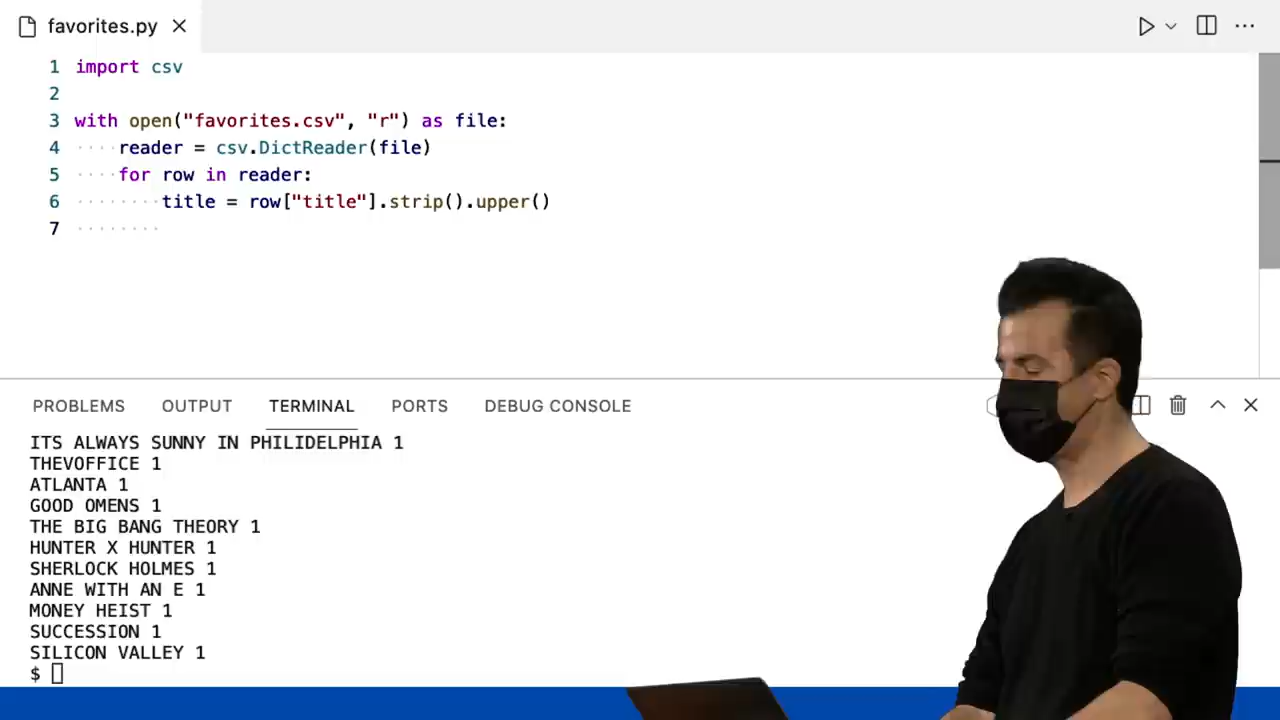 favorites.py
1 import csv
2
3 with open("favorites.csv", "r") as file:
4 reader = csv.DictReader(file)
5 for row in reader:
6 title = row["title"].strip().upper()
7
PROBLEMS OUTPUT TERMINAL PORTS DEBUG CONSOLE
ITS ALWAYS SUNNY IN PHILIDELPHIA 1
THEVOFFICE 1
ATLANTA 1
GOOD OMENS 1
THE BIG BANG THEORY 1
HUNTER X HUNTER 1
SHERLOCK HOLMES 1
ANNE WITH AN E 1
MONEY HEIST 1
SUCCESSION 1
SILICON VALLEY 1
$